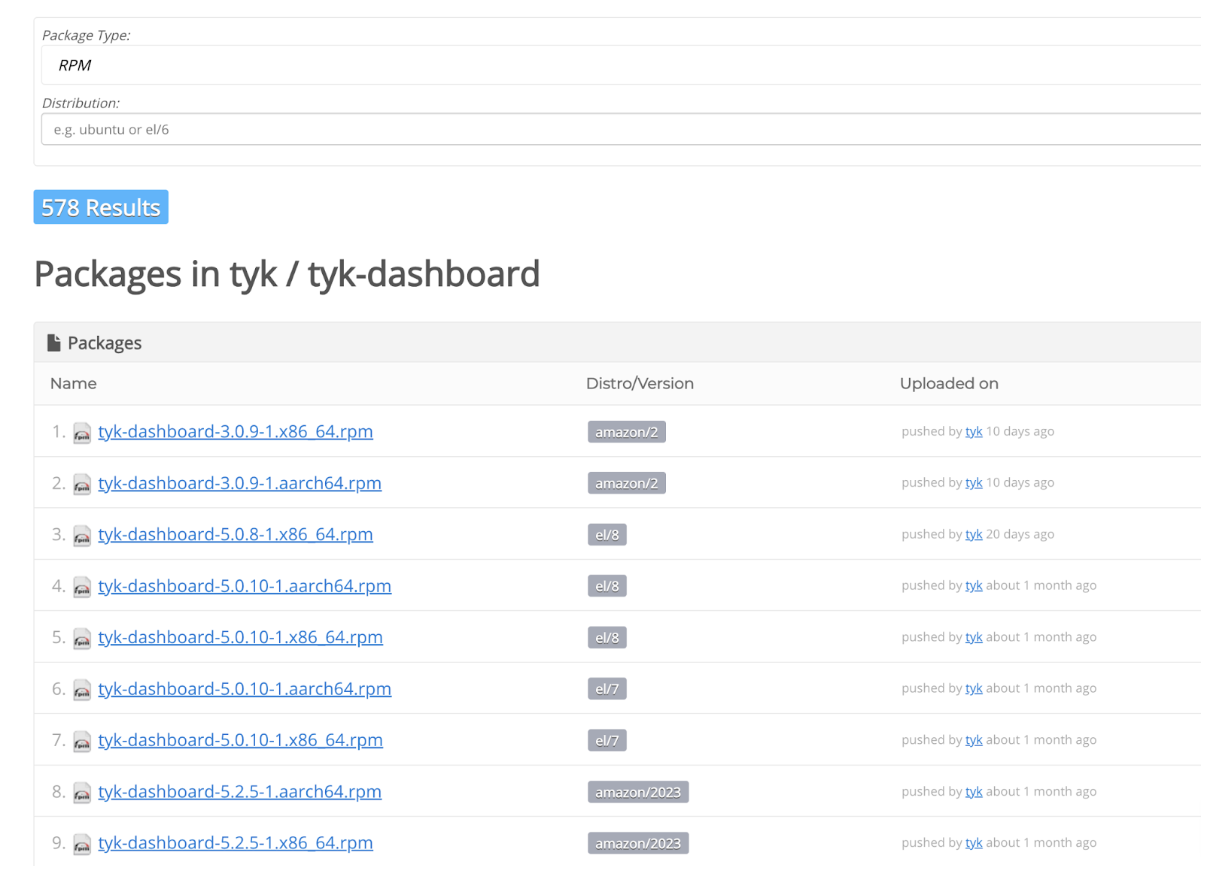 Package Type:
RPM
Distribution:
e.g. ubuntu or el/6
578 Results
Packages in tyk / tyk-dashboard
Packages
Name Distro/Version Uploaded on
1. tyk-dashboard-3.0.9-1.x86_64.rpm amazon/2 pushed by tyk 10 days ago
2. tyk-dashboard-3.0.9-1.aarch64.rpm amazon/2 pushed by tyk 10 days ago
3. tyk-dashboard-5.0.8-1.x86_64.rpm el/8 pushed by tyk 20 days ago
4. tyk-dashboard-5.0.10-1.aarch64.rpm el/8 pushed by tyk about 1 month ago
5. tyk-dashboard-5.0.10-1.x86_64.rpm el/8 pushed by tyk about 1 month ago
6. tyk-dashboard-5.0.10-1.aarch64.rpm el/7 pushed by tyk about 1 month ago
7. tyk-dashboard-5.0.10-1.x86_64.rpm el/7 pushed by tyk about 1 month ago
8. tyk-dashboard-5.2.5-1.aarch64.rpm amazon/2023 pushed by tyk about 1 month ago
9. tyk-dashboard-5.2.5-1.x86_64.rpm amazon/2023 pushed by tyk about 1 month ago